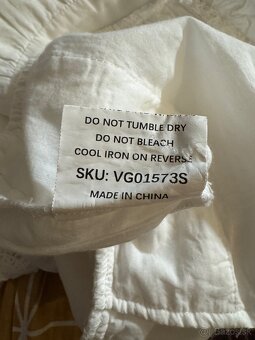 DO NOT TUMBLE DRY
DO NOT BLEACH
COOL IRON ON REVERSE
SKU: VG01573S
MADE IN CHINA